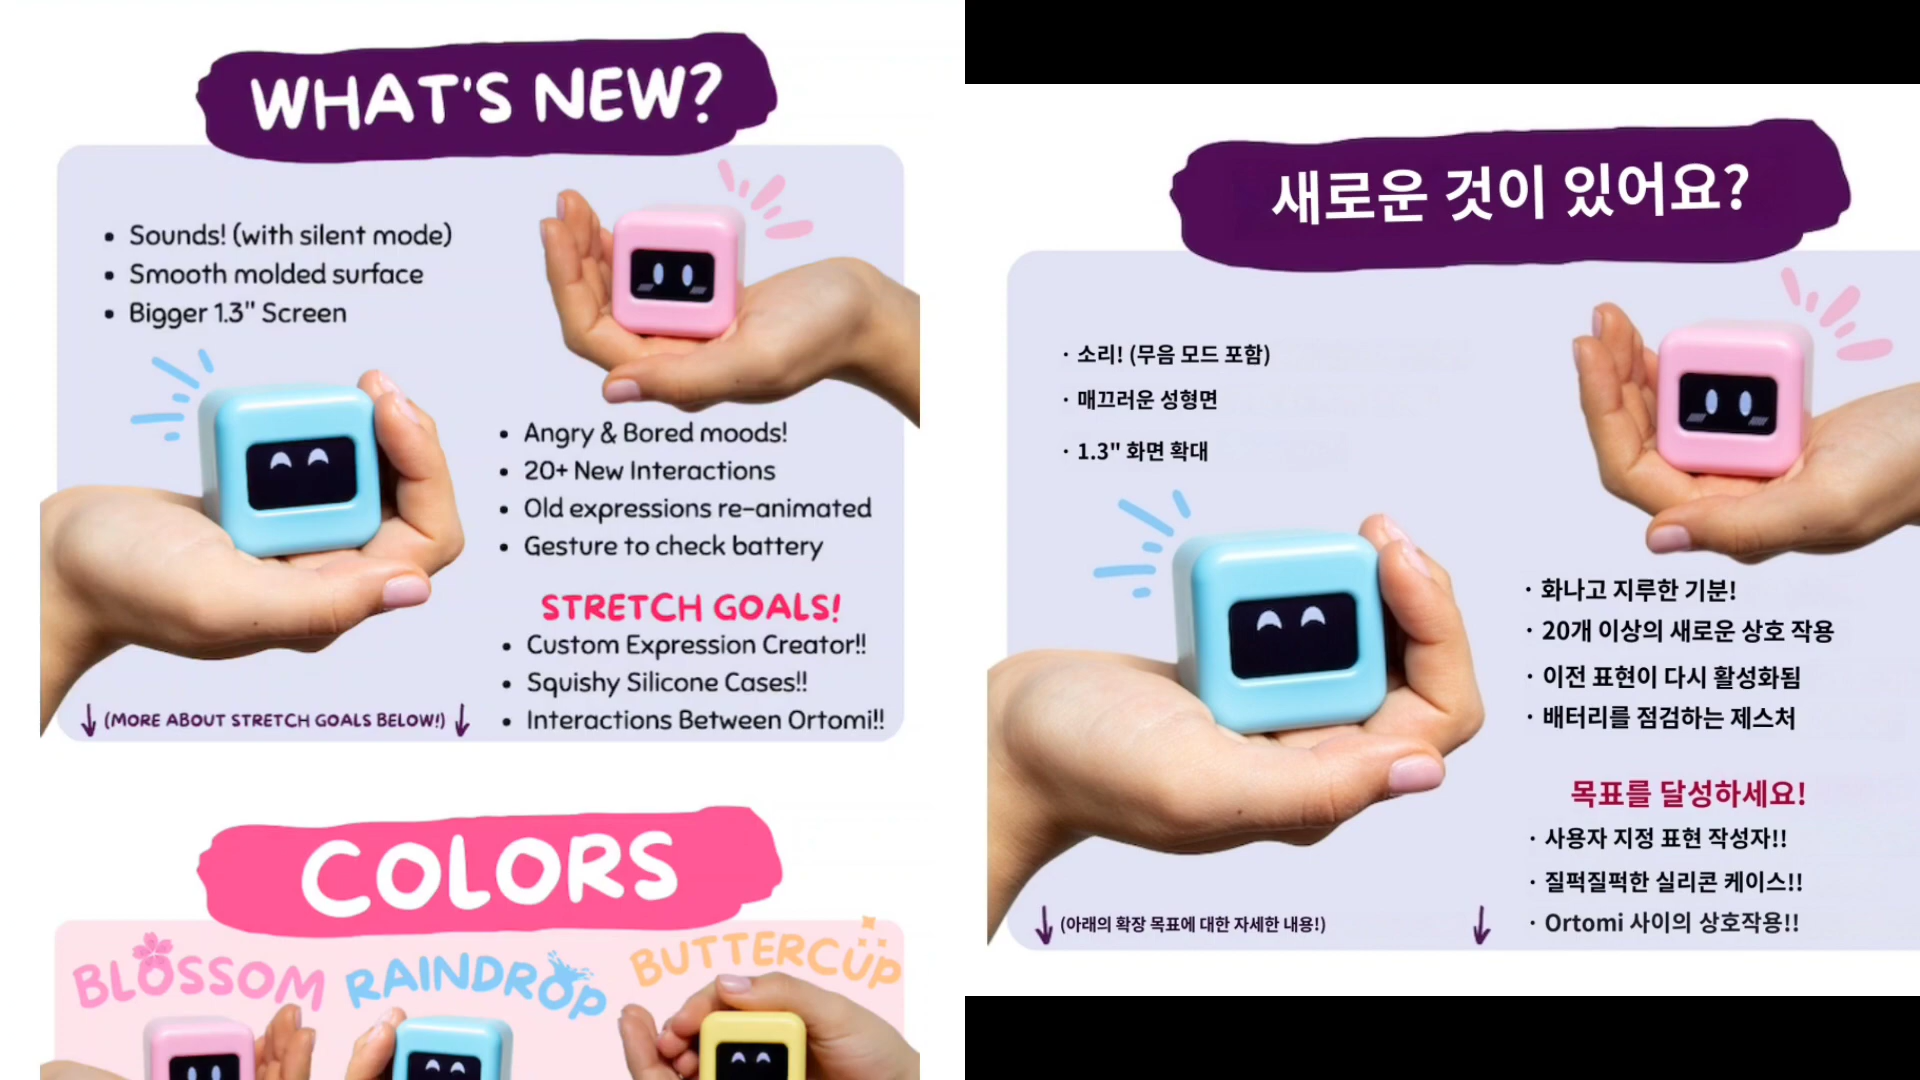 WHAT'S NEW?
• Sounds! (with silent mode)
• Smooth molded surface
• Bigger 1.3" Screen
• Angry & Bored moods!
• 20+ New Interactions
• Old expressions re-animated
• Gesture to check battery
STRETCH GOALS!
• Custom Expression Creator!!
• Squishy Silicone Cases!!
• Interactions Between Ortomi!!
(MORE ABOUT STRETCH GOALS BELOW!)
COLORS
BLOSSOM
RAINDROP
BUTTERCUP
새로운 것이 있어요?
· 소리! (무음 모드 포함)
· 매끄러운 성형면
· 1.3" 화면 확대
· 화나고 지루한 기분!
· 20개 이상의 새로운 상호 작용
· 이전 표현이 다시 활성화됨
· 배터리를 점검하는 제스처
목표를 달성하세요!
· 사용자 지정 표현 작성자!!
· 질퍽질퍽한 실리콘 케이스!!
· Ortomi 사이의 상호작용!!
(아래의 확장 목표에 대한 자세한 내용!)